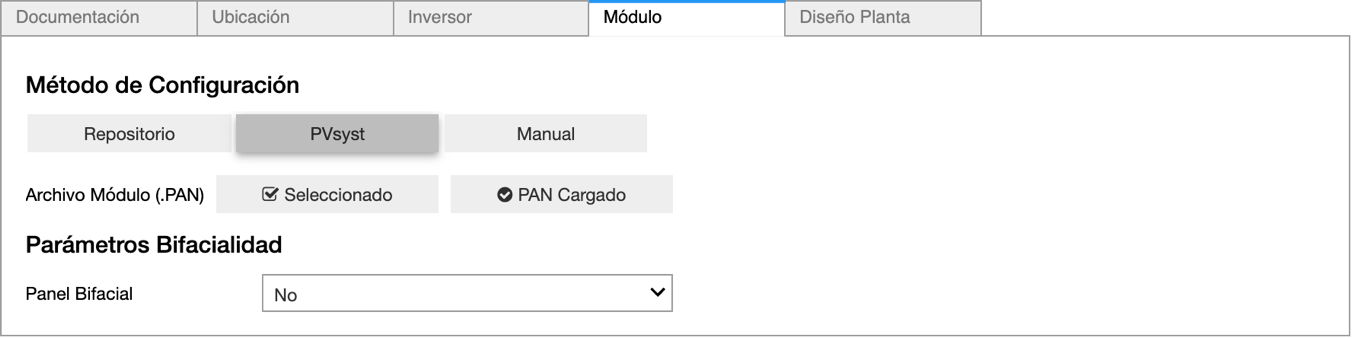 Documentación Ubicación Inversor Módulo Diseño Planta
Método de Configuración
Repositorio PVsyst Manual
Archivo Módulo (.PAN) Seleccionado PAN Cargado
Parámetros Bifacialidad
Panel Bifacial No